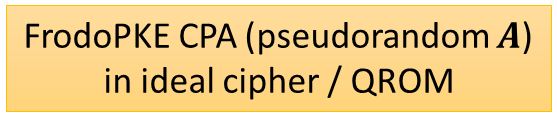 FrodoPKE CPA (pseudorandom A)
in ideal cipher / QROM